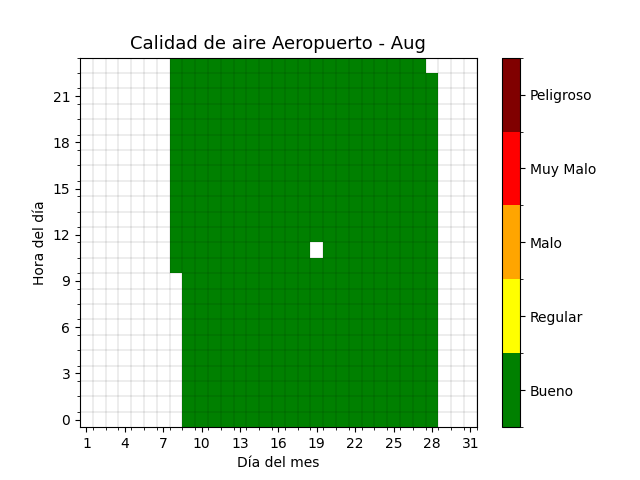 Calidad de aire Aeropuerto - Aug
Hora del día
21
18
15
12
9
6
3
0
1 4 7 10 13 16 19 22 25 28 31
Día del mes
Peligroso
Muy Malo
Malo
Regular
Bueno